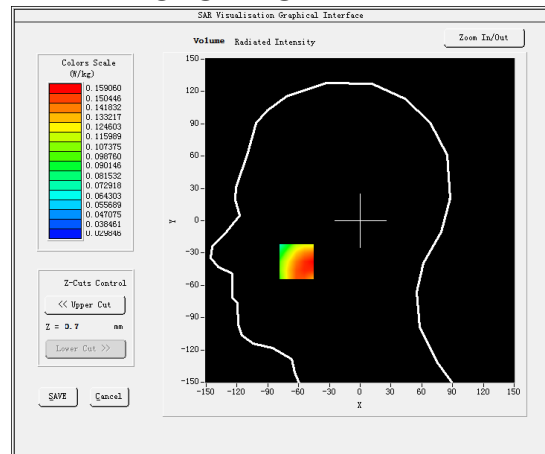 SAR Visualisation Graphical Interface
Volume Radiated Intensity
Zoom In/Out
Colors Scale
(W/kg)
0.159060
0.150446
0.141832
0.133217
0.124603
0.115989
0.107375
0.098760
0.090146
0.081532
0.072918
0.064303
0.055689
0.047075
0.038461
0.029846
Z-Cuts Control
<< Upper Cut
Z = 0.7 mm
Lower Cut >>
SAVE Cancel
150
120
90
60
30
0
-30
-60
-90
-120
-150
Y
-150 -120 -90 -60 -30 0 30 60 90 120 150
X